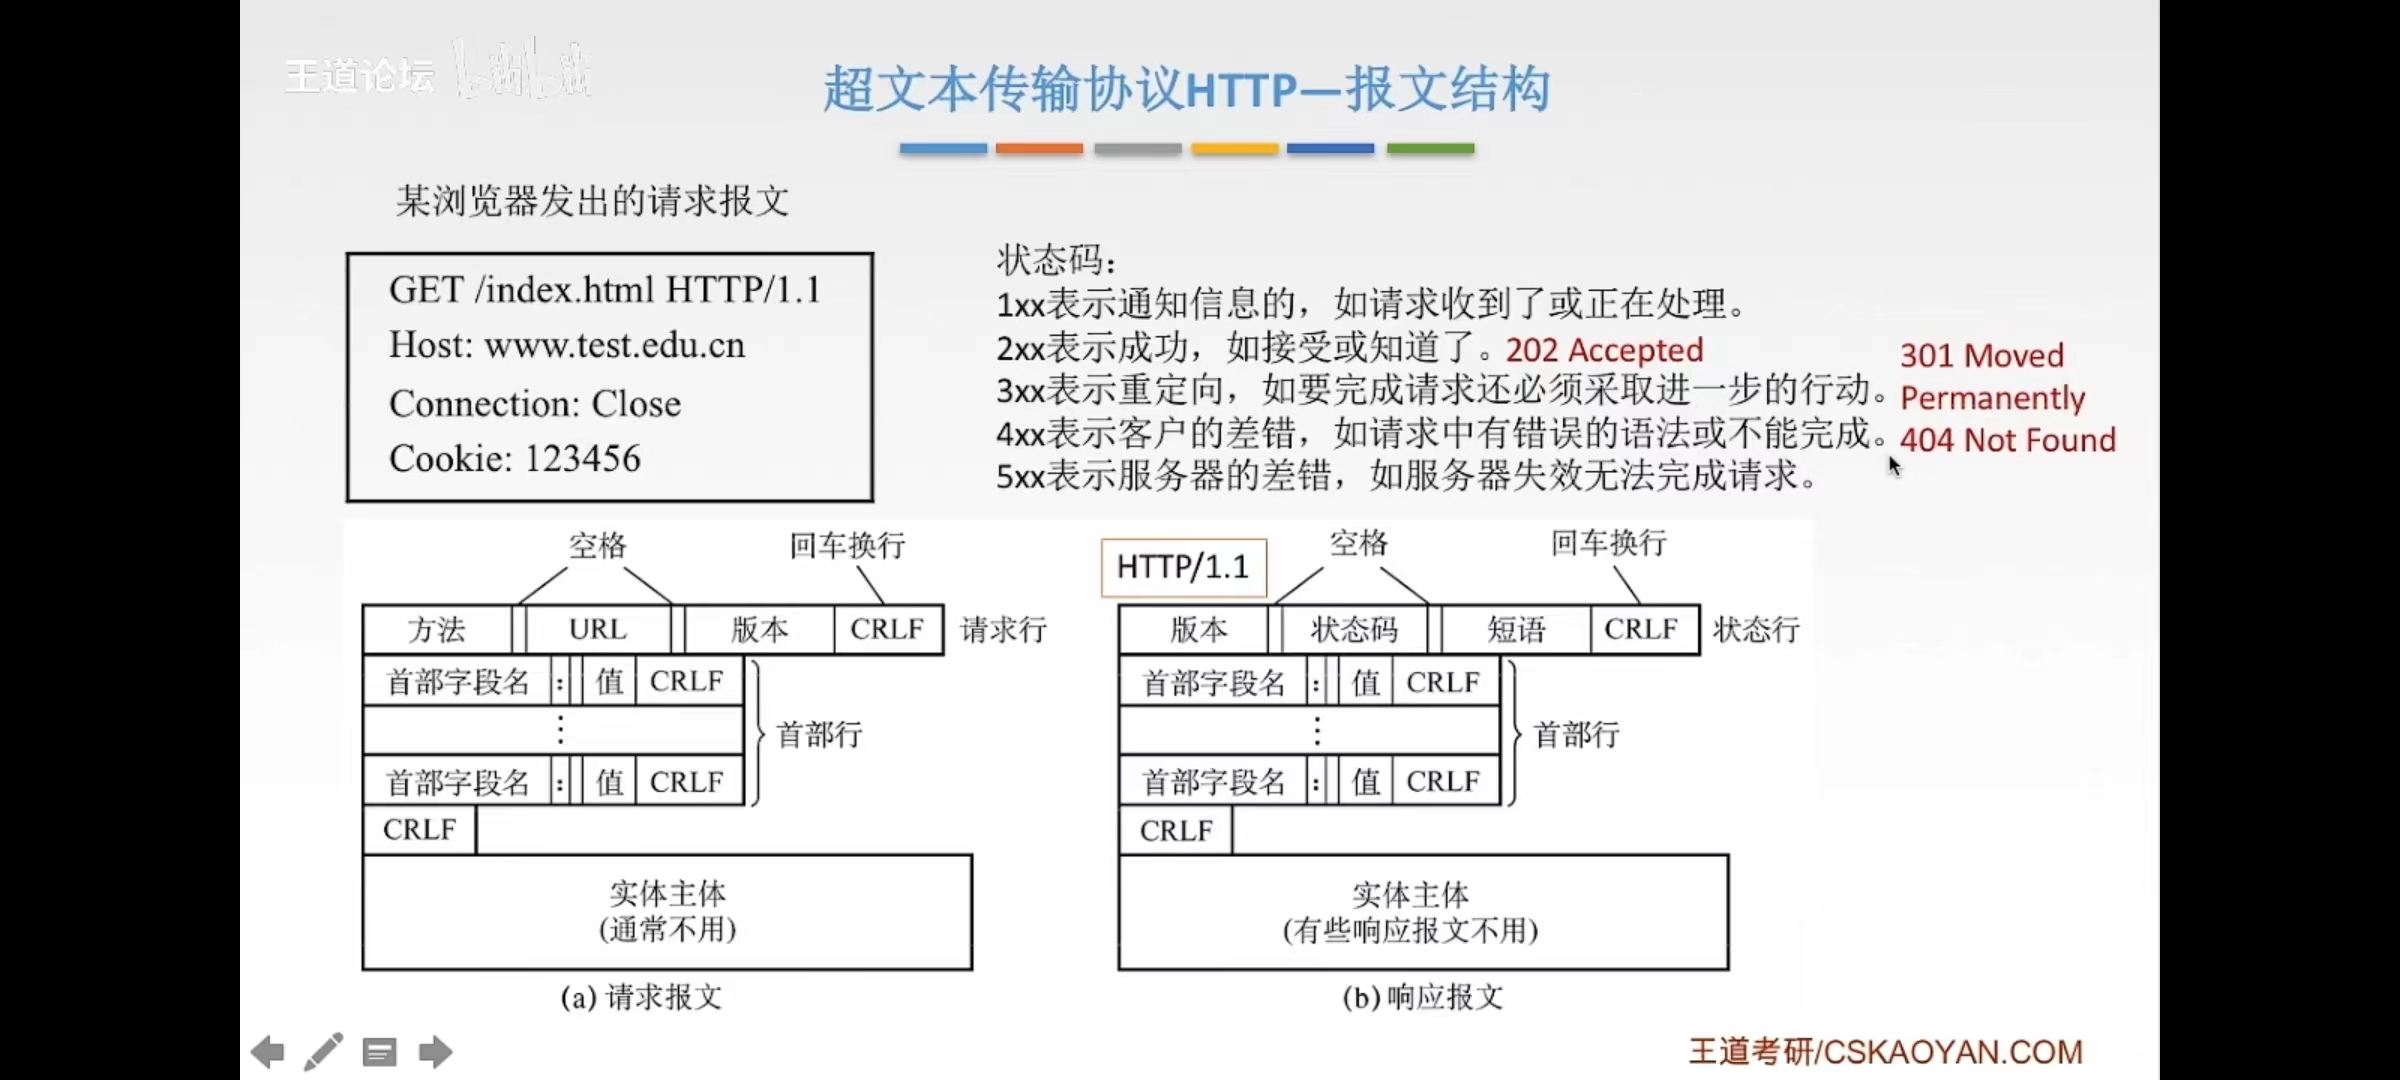 王道论坛 bilibili
超文本传输协议HTTP—报文结构
某浏览器发出的请求报文
GET /index.html HTTP/1.1
Host: www.test.edu.cn
Connection: Close
Cookie: 123456
状态码：
1xx表示通知信息的，如请求收到了或正在处理。
2xx表示成功，如接受或知道了。202 Accepted
3xx表示重定向，如要完成请求还必须采取进一步的行动。
301 Moved
Permanently
4xx表示客户的差错，如请求中有错误的语法或不能完成。404 Not Found
5xx表示服务器的差错，如服务器失效无法完成请求。
空格 回车换行
方法 URL 版本 CRLF 请求行
首部字段名 : 值 CRLF
⋮ 首部行
首部字段名 : 值 CRLF
CRLF
实体主体
(通常不用)
(a) 请求报文
HTTP/1.1 空格 回车换行
版本 状态码 短语 CRLF 状态行
首部字段名 : 值 CRLF
⋮ 首部行
首部字段名 : 值 CRLF
CRLF
实体主体
(有些响应报文不用)
(b) 响应报文
王道考研/CSKAOYAN.COM